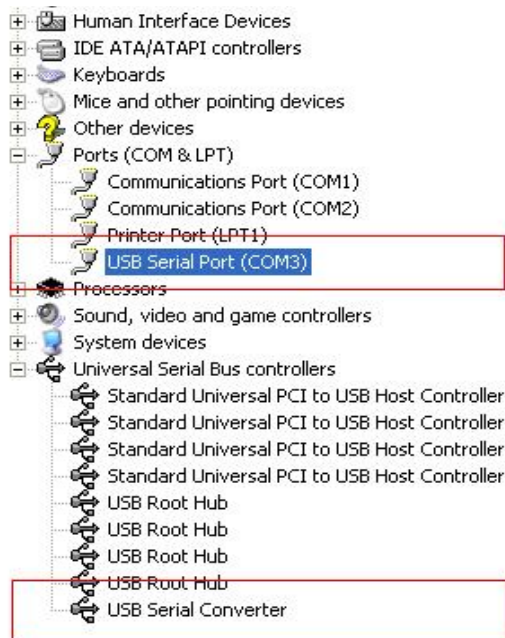 Human Interface Devices
IDE ATA/ATAPI controllers
Keyboards
Mice and other pointing devices
Other devices
Ports (COM & LPT)
Communications Port (COM1)
Communications Port (COM2)
Printer Port (LPT1)
USB Serial Port (COM3)
Processors
Sound, video and game controllers
System devices
Universal Serial Bus controllers
Standard Universal PCI to USB Host Controller
Standard Universal PCI to USB Host Controller
Standard Universal PCI to USB Host Controller
Standard Universal PCI to USB Host Controller
USB Root Hub
USB Root Hub
USB Root Hub
USB Root Hub
USB Serial Converter